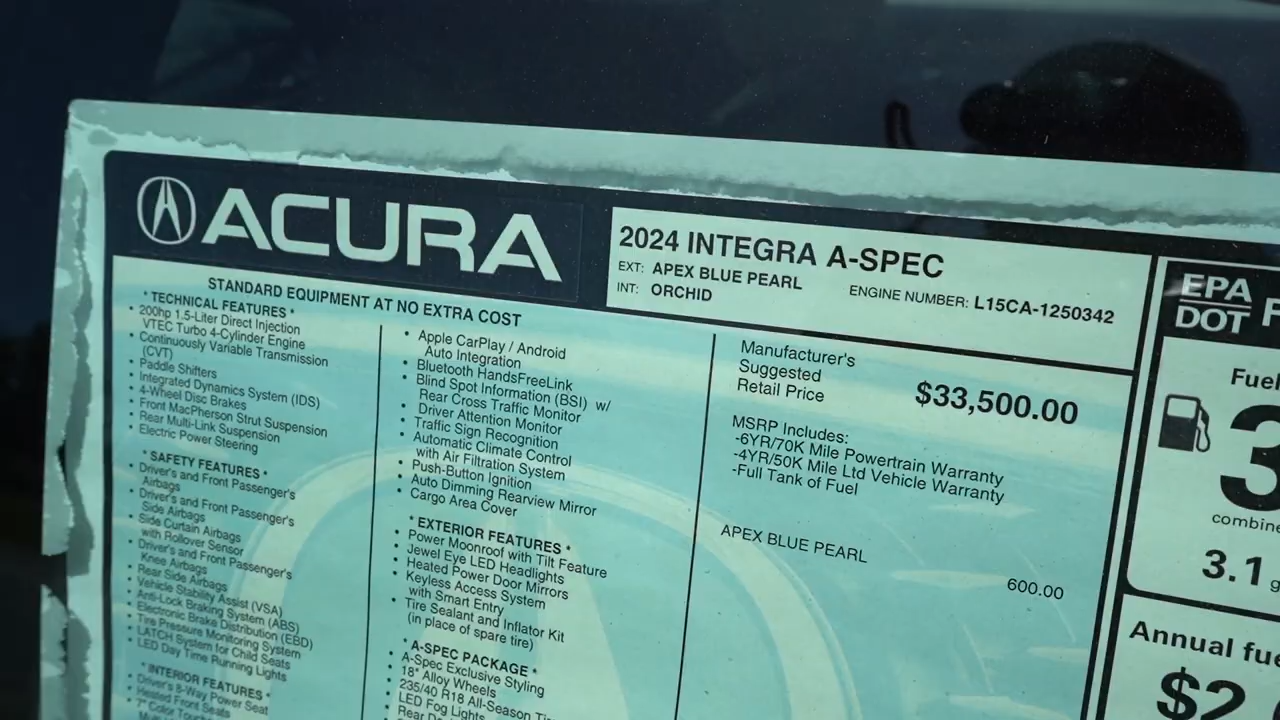 ACURA
2024 INTEGRA A-SPEC
EXT: APEX BLUE PEARL
INT: ORCHID
ENGINE NUMBER: L15CA-1250342
STANDARD EQUIPMENT AT NO EXTRA COST
* TECHNICAL FEATURES *
• 200hp 1.5-Liter Direct Injection
VTEC Turbo 4-Cylinder Engine
• Continuously Variable Transmission
(CVT)
• Paddle Shifters
• Integrated Dynamics System (IDS)
• 4-Wheel Disc Brakes
• Front MacPherson Strut Suspension
• Rear Multi-Link Suspension
• Electric Power Steering
* SAFETY FEATURES *
• Driver's and Front Passenger's
Airbags
• Driver's and Front Passenger's
Side Airbags
• Side Curtain Airbags
with Rollover Sensor
• Driver's and Front Passenger's
Knee Airbags
• Rear Side Airbags
• Vehicle Stability Assist (VSA)
• Anti-Lock Braking System (ABS)
• Electronic Brake Distribution (EBD)
• Tire Pressure Monitoring System
• LATCH System for Child Seats
• LED Day Time Running Lights
* INTERIOR FEATURES *
• Driver's 8-Way Power Seat
• Heated Front Seats
• 7" Color
• Apple CarPlay / Android
Auto Integration
• Bluetooth HandsFreeLink
• Blind Spot Information (BSI) w/
Rear Cross Traffic Monitor
• Driver Attention Monitor
• Traffic Sign Recognition
• Automatic Climate Control
with Air Filtration System
• Push-Button Ignition
• Auto Dimming Rearview Mirror
• Cargo Area Cover
* EXTERIOR FEATURES *
• Power Moonroof with Tilt Feature
• Jewel Eye LED Headlights
• Heated Power Door Mirrors
• Keyless Access System
with Smart Entry
• Tire Sealant and Inflator Kit
(in place of spare tire)
* A-SPEC PACKAGE *
• A-Spec Exclusive Styling
• 18" Alloy Wheels
• 235/40 R18 All-Season
• LED Fog Lights
• Rear
Manufacturer's
Suggested
Retail Price
$33,500.00
MSRP Includes:
-6YR/70K Mile Powertrain Warranty
-4YR/50K Mile Ltd Vehicle Warranty
-Full Tank of Fuel
APEX BLUE PEARL
600.00
EPA
DOT
F
Fuel
3
combine
3.1 g
Annual fue
$2